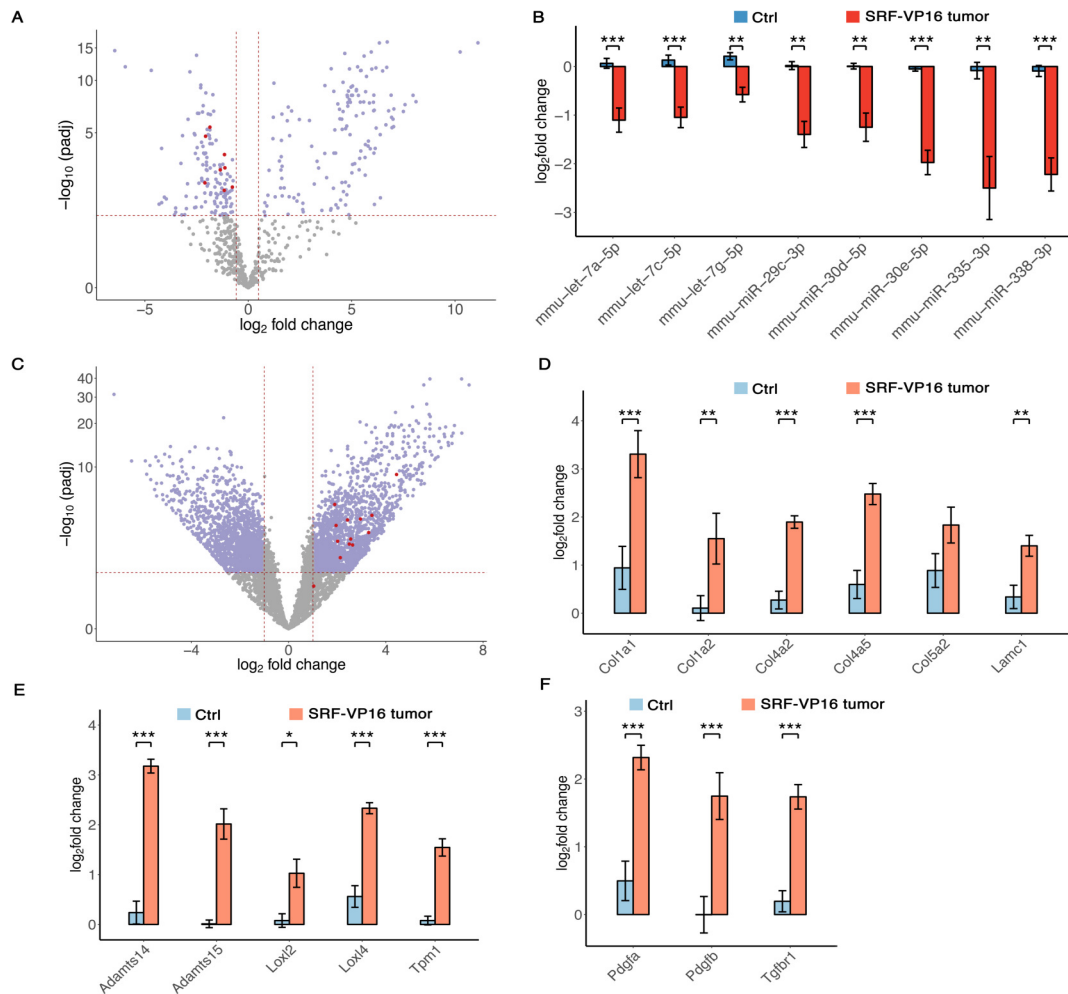 A
15
5
0
−log10 (padj)
−5
0
5
10
log2 fold change
B
Ctrl
SRF-VP16 tumor
*** *** ** ** ** *** ** ***
0
−1
−2
−3
log2fold change
mmu−let−7a−5p
mmu−let−7c−5p
mmu−let−7g−5p
mmu−miR−29c−3p
mmu−miR−30d−5p
mmu−miR−30e−5p
mmu−miR−335−3p
mmu−miR−338−3p
C
40
30
20
10
0
−log10 (padj)
−4
0
4
8
log2 fold change
D
Ctrl
SRF-VP16 tumor
*** ** *** *** **
4
3
2
1
0
log2fold change
Col1a1
Col1a2
Col4a2
Col4a5
Col5a2
Lamc1
E
Ctrl
SRF-VP16 tumor
*** *** * *** ***
4
3
2
1
0
log2fold change
Adamts14
Adamts15
Loxl2
Loxl4
Tpm1
F
Ctrl
SRF-VP16 tumor
*** *** ***
3
2
1
0
log2fold change
Pdgfa
Pdgfb
Tgfbr1